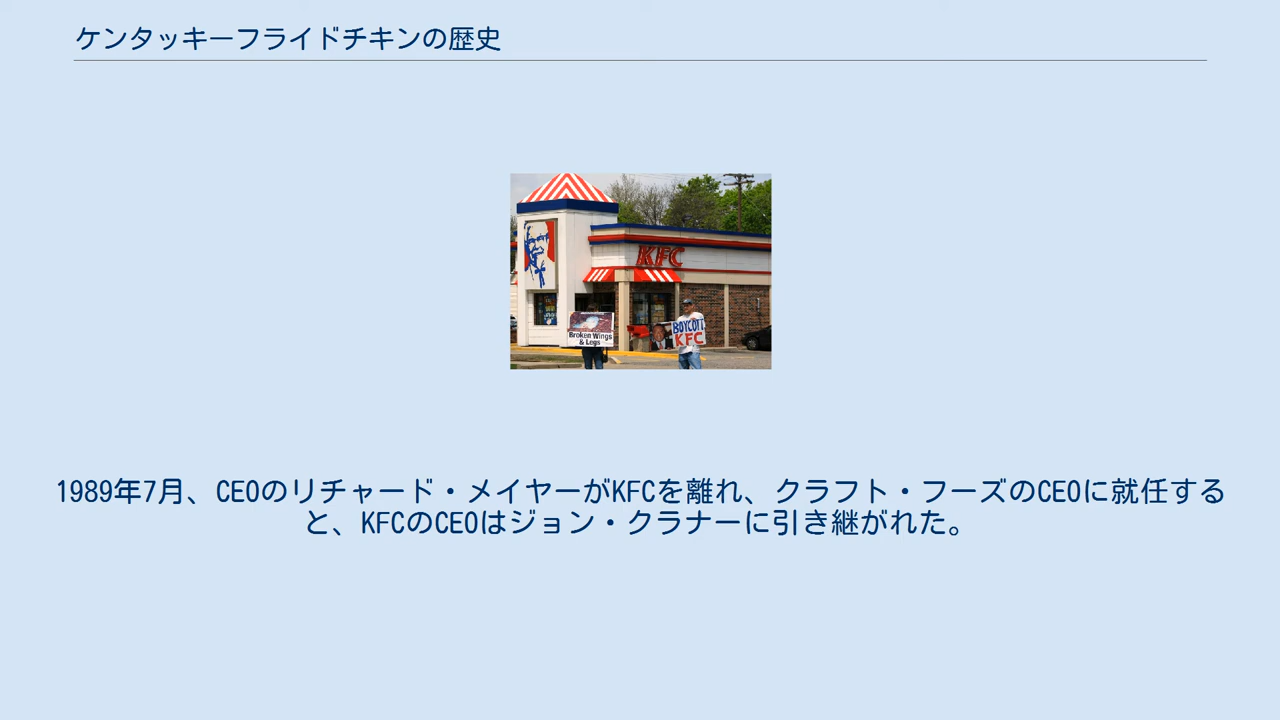 ケンタッキーフライドチキンの歴史
KFC
Broken Wings
& Legs
BOYCOTT
KFC
1989年7月、CEOのリチャード・メイヤーがKFCを離れ、クラフト・フーズのCEOに就任する
と、KFCのCEOはジョン・クラナーに引き継がれた。